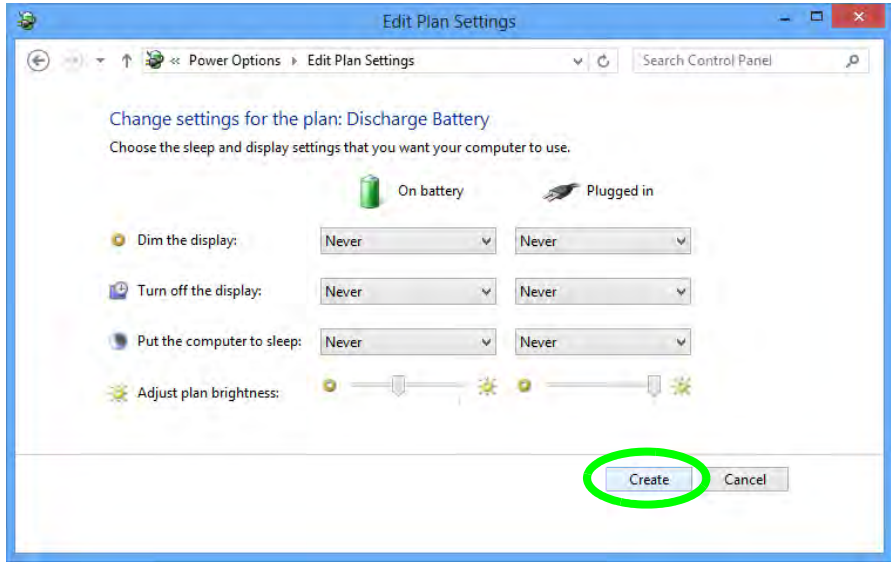 Edit Plan Settings
« Power Options Edit Plan Settings Search Control Panel
Change settings for the plan: Discharge Battery
Choose the sleep and display settings that you want your computer to use.
On battery Plugged in
Dim the display: Never Never
Turn off the display: Never Never
Put the computer to sleep: Never Never
Adjust plan brightness:
Create Cancel